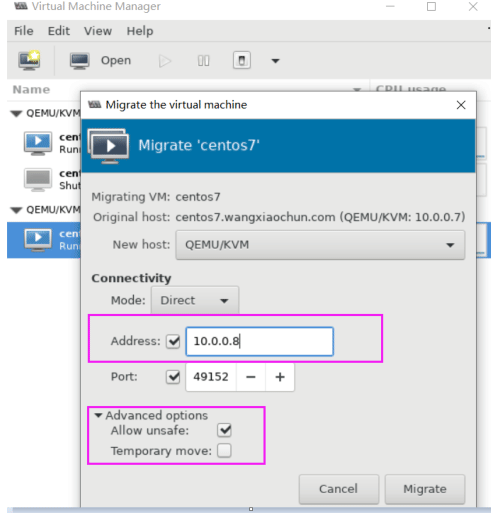 Virtual Machine Manager
File Edit View Help
Open
Name CPU usage
QEMU/KVM
Migrate the virtual machine
cent
Runn
Migrate 'centos7'
cent
Shut
Migrating VM: centos7
QEMU/KVM
Original host: centos7.wangxiaochun.com (QEMU/KVM: 10.0.0.7)
cent
Runn
New host: QEMU/KVM
Connectivity
Mode: Direct
Address: 10.0.0.8
Port: 49152
Advanced options
Allow unsafe:
Temporary move:
Cancel Migrate